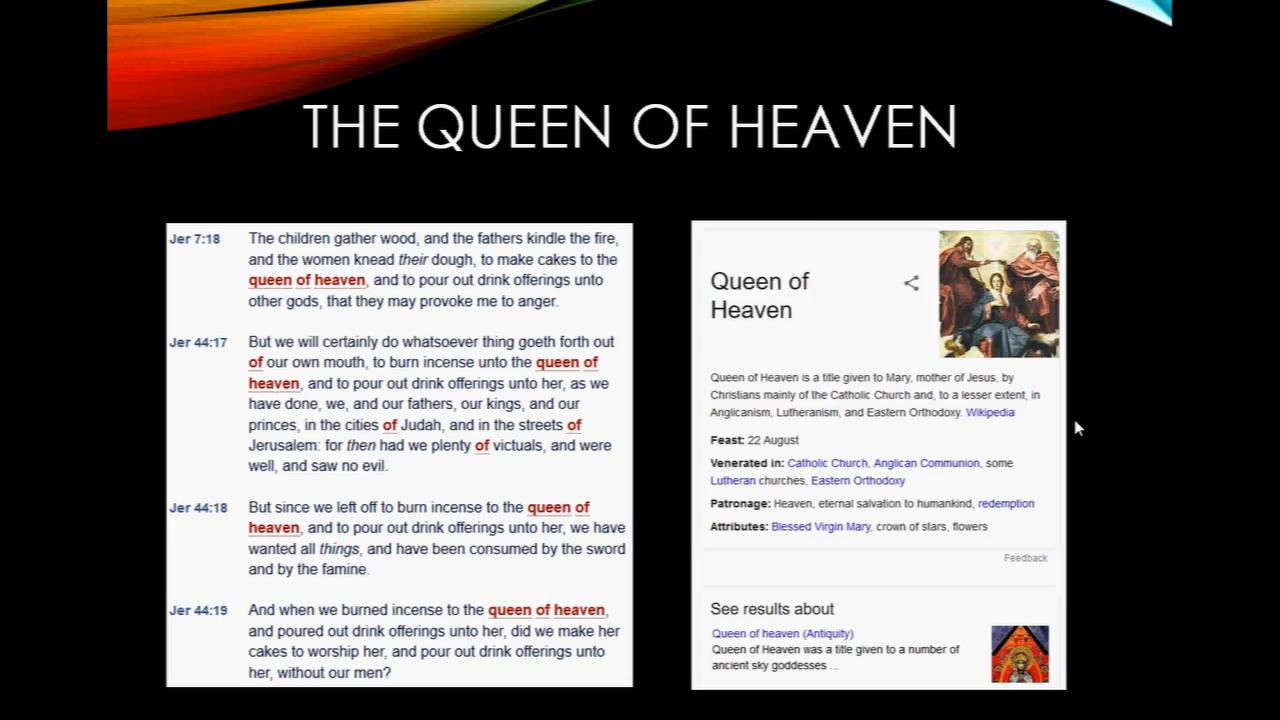 THE QUEEN OF HEAVEN
Jer 7:18 The children gather wood, and the fathers kindle the fire,
and the women knead their dough, to make cakes to the
queen of heaven, and to pour out drink offerings unto
other gods, that they may provoke me to anger.
Jer 44:17 But we will certainly do whatsoever thing goeth forth out
of our own mouth, to burn incense unto the queen of
heaven, and to pour out drink offerings unto her, as we
have done, we, and our fathers, our kings, and our
princes, in the cities of Judah, and in the streets of
Jerusalem: for then had we plenty of victuals, and were
well, and saw no evil.
Jer 44:18 But since we left off to burn incense to the queen of
heaven, and to pour out drink offerings unto her, we have
wanted all things, and have been consumed by the sword
and by the famine.
Jer 44:19 And when we burned incense to the queen of heaven,
and poured out drink offerings unto her, did we make her
cakes to worship her, and pour out drink offerings unto
her, without our men?
Queen of
Heaven
Queen of Heaven is a title given to Mary, mother of Jesus, by
Christians mainly of the Catholic Church and, to a lesser extent, in
Anglicanism, Lutheranism, and Eastern Orthodoxy. Wikipedia
Feast: 22 August
Venerated in: Catholic Church, Anglican Communion, some
Lutheran churches, Eastern Orthodoxy
Patronage: Heaven, eternal salvation to humankind, redemption
Attributes: Blessed Virgin Mary, crown of stars, flowers
Feedback
See results about
Queen of heaven (Antiquity)
Queen of Heaven was a title given to a number of
ancient sky goddesses ...